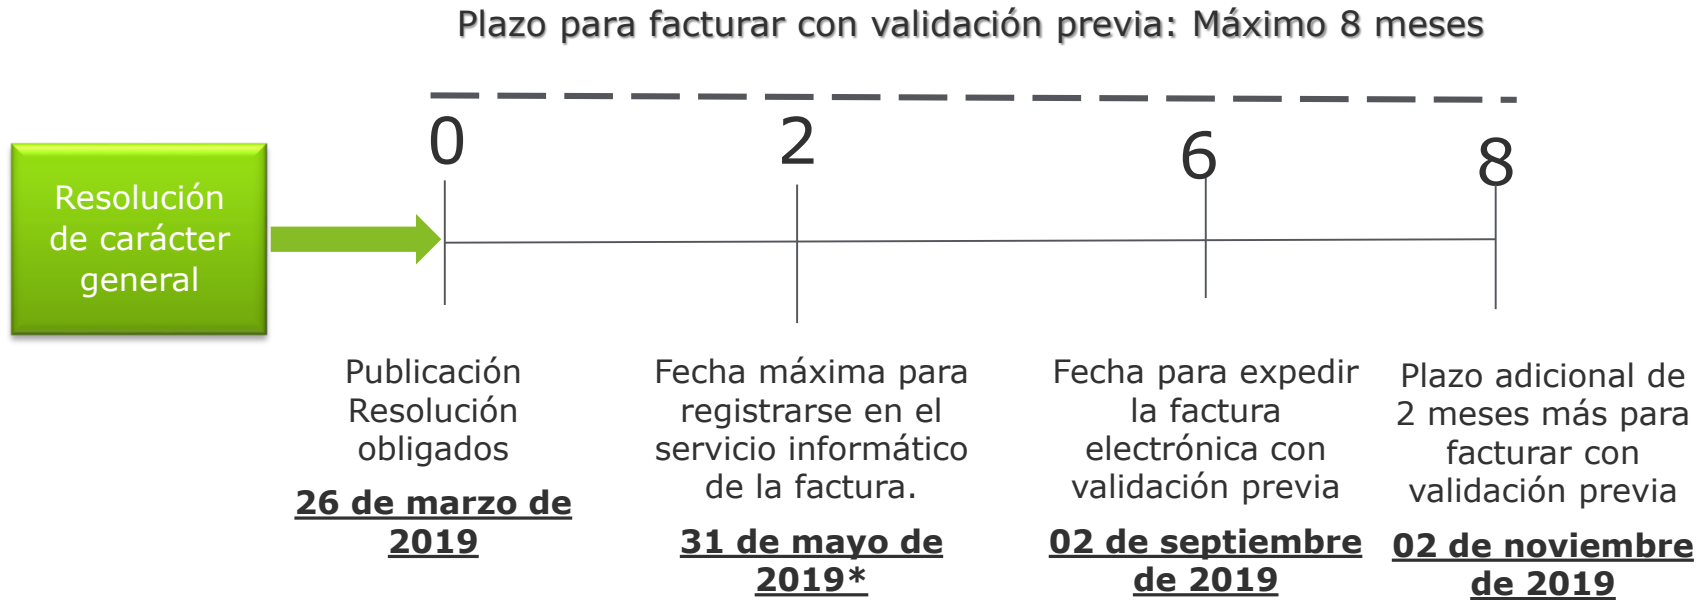 Plazo para facturar con validación previa: Máximo 8 meses
0
2
6
8
Resolución
de carácter
general
Publicación
Resolución
obligados
26 de marzo de
2019
Fecha máxima para
registrarse en el
servicio informático
de la factura.
31 de mayo de
2019*
Fecha para expedir
la factura
electrónica con
validación previa
02 de septiembre
de 2019
Plazo adicional de
2 meses más para
facturar con
validación previa
02 de noviembre
de 2019